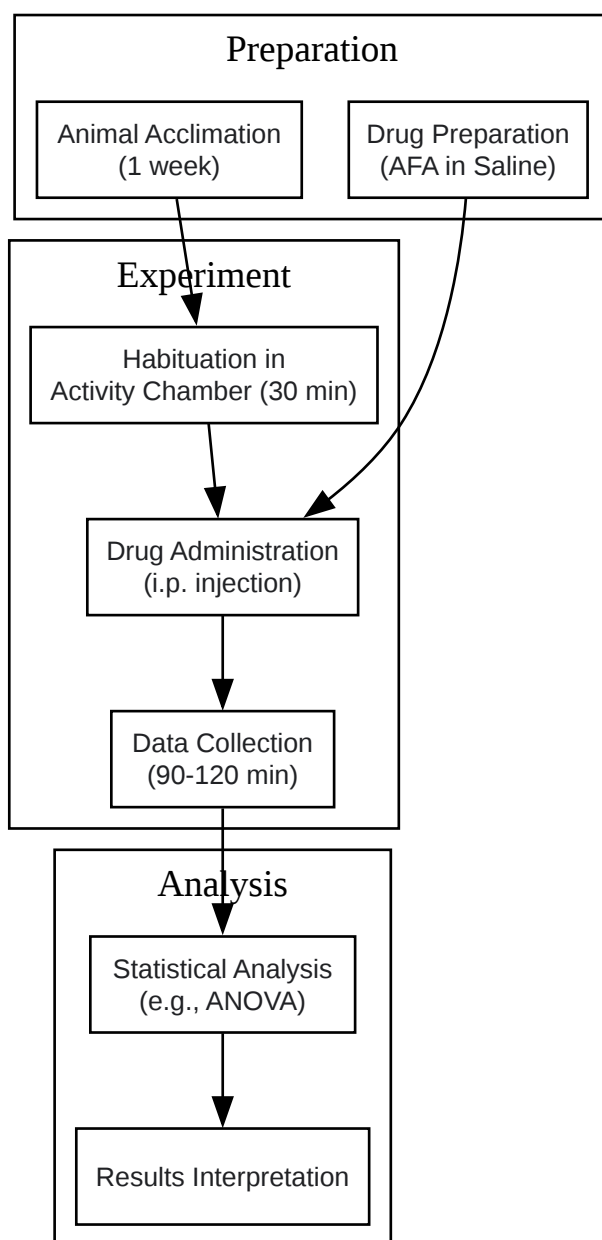 Preparation
Animal Acclimation
(1 week)
Drug Preparation
(AFA in Saline)
Experiment
Habituation in
Activity Chamber (30 min)
Drug Administration
(i.p. injection)
Data Collection
(90-120 min)
Analysis
Statistical Analysis
(e.g., ANOVA)
Results Interpretation